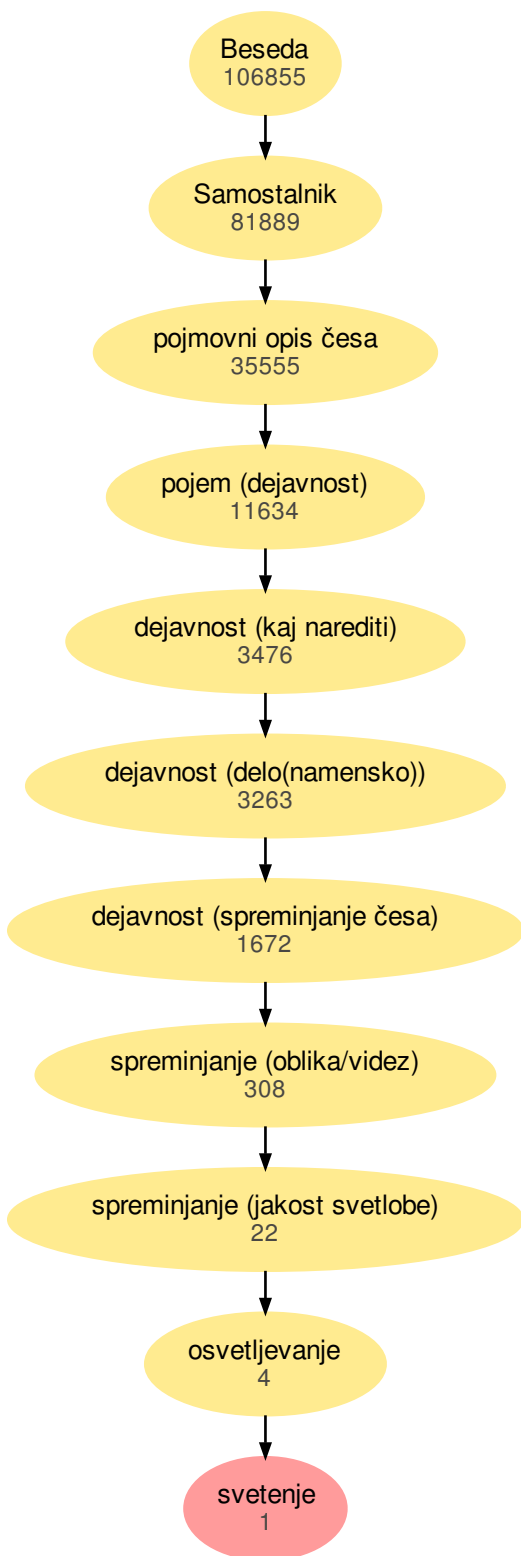 Beseda
106855
Samostalnik
81889
pojmovni opis česa
35555
pojem (dejavnost)
11634
dejavnost (kaj narediti)
3476
dejavnost (delo(namensko))
3263
dejavnost (spreminjanje česa)
1672
spreminjanje (oblika/videz)
308
spreminjanje (jakost svetlobe)
22
osvetljevanje
4
svetenje
1